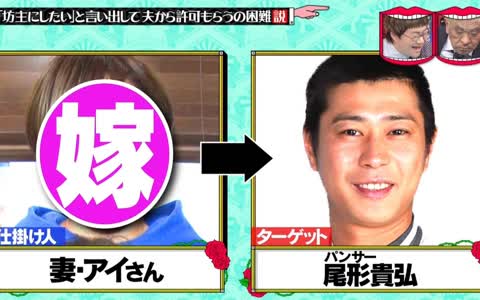 「坊主にしたい」と言い出して夫から許可もらうの困難説
嫁
仕掛け人
妻・アイさん
ターゲット
パンサー
尾形貴弘